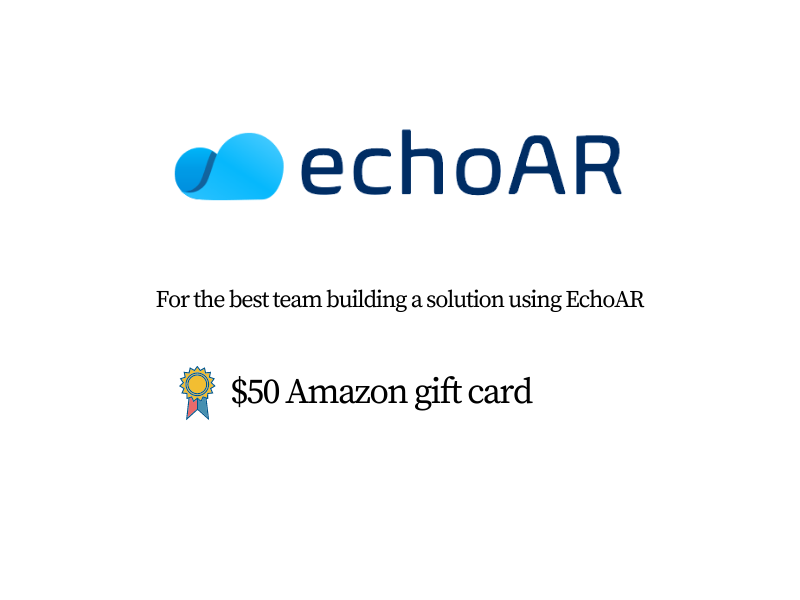 echoAR
For the best team building a solution using EchoAR
$50 Amazon gift card